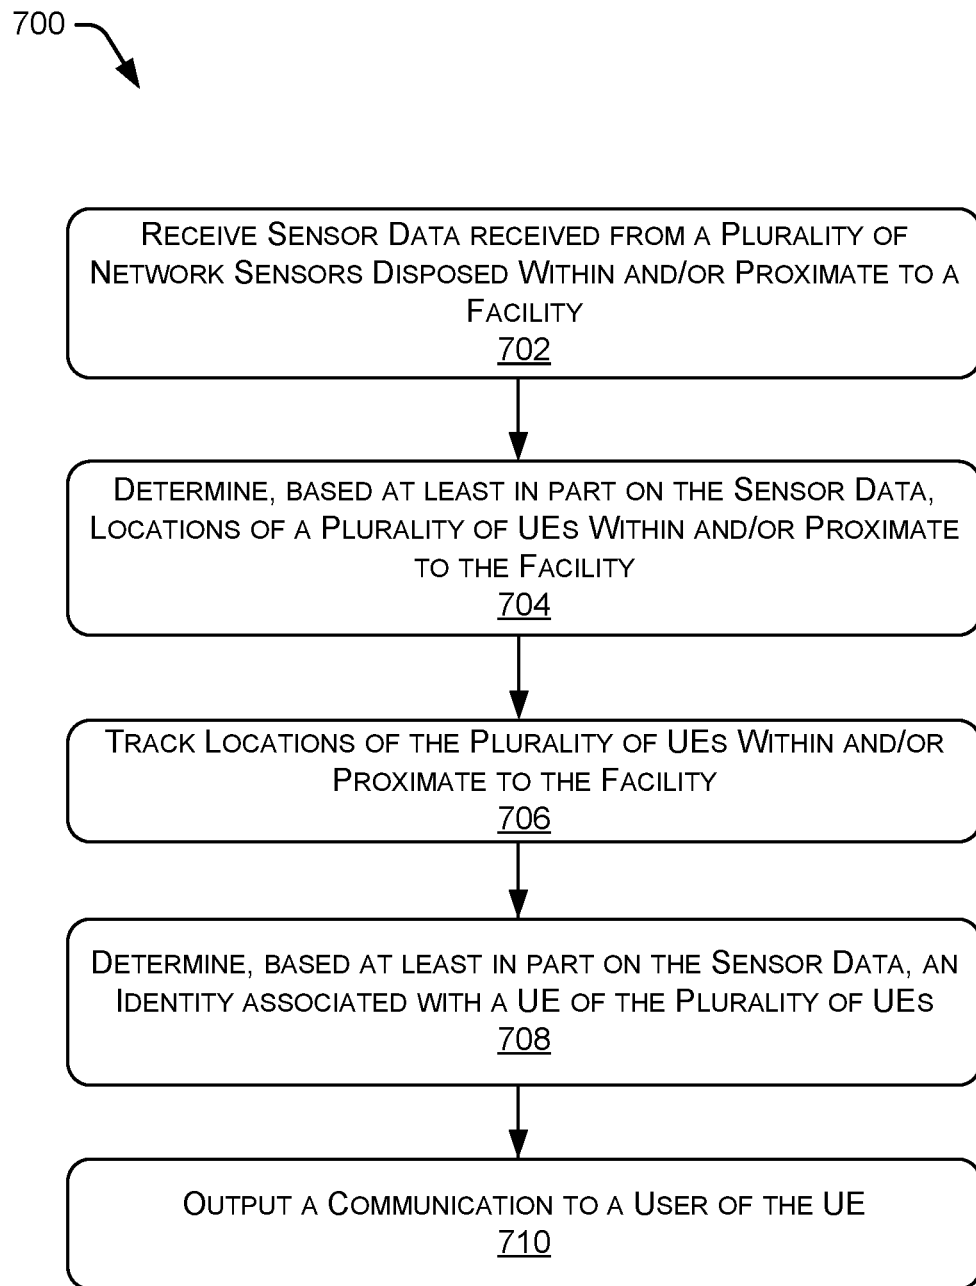 700
RECEIVE SENSOR DATA RECEIVED FROM A PLURALITY OF
NETWORK SENSORS DISPOSED WITHIN AND/OR PROXIMATE TO A
FACILITY
702
DETERMINE, BASED AT LEAST IN PART ON THE SENSOR DATA,
LOCATIONS OF A PLURALITY OF UES WITHIN AND/OR PROXIMATE
TO THE FACILITY
704
TRACK LOCATIONS OF THE PLURALITY OF UES WITHIN AND/OR
PROXIMATE TO THE FACILITY
706
DETERMINE, BASED AT LEAST IN PART ON THE SENSOR DATA, AN
IDENTITY ASSOCIATED WITH A UE OF THE PLURALITY OF UES
708
OUTPUT A COMMUNICATION TO A USER OF THE UE
710